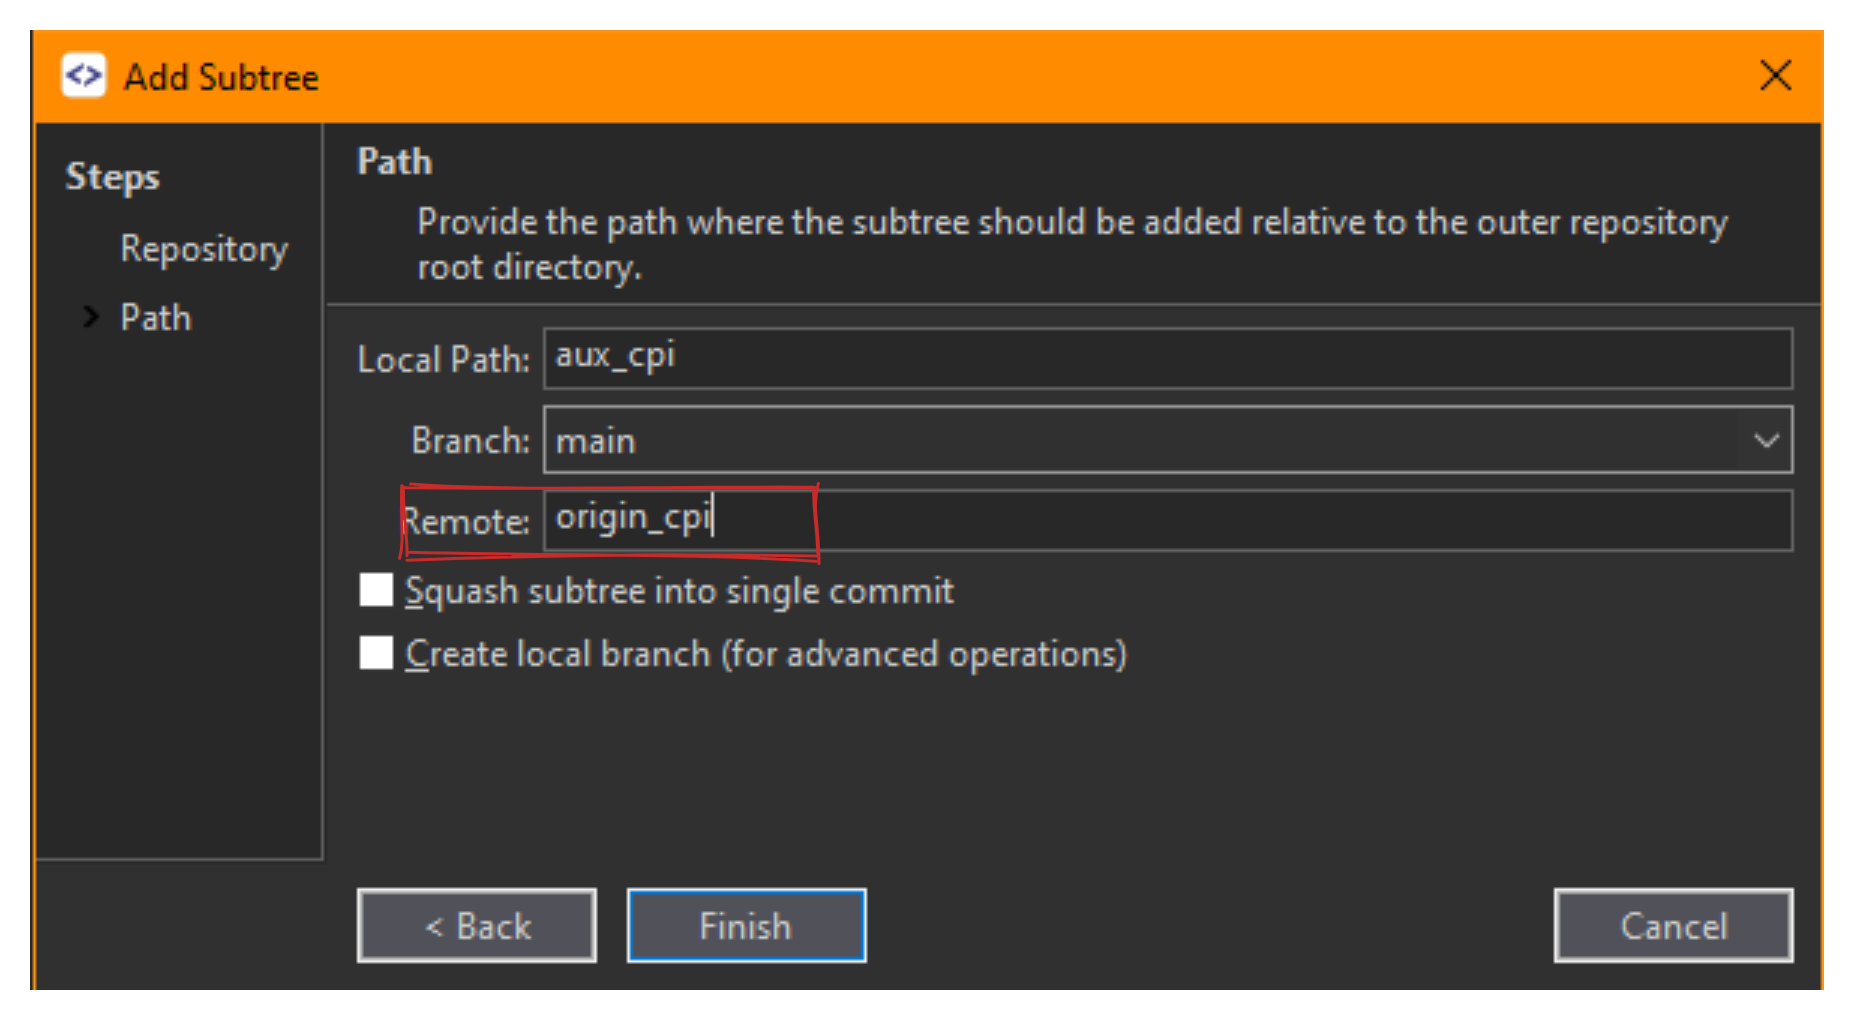 Add Subtree
Steps
Repository
Path
Path
Provide the path where the subtree should be added relative to the outer repository
root directory.
Local Path: aux_cpi
Branch: main
Remote: origin_cpi
Squash subtree into single commit
Create local branch (for advanced operations)
< Back Finish Cancel